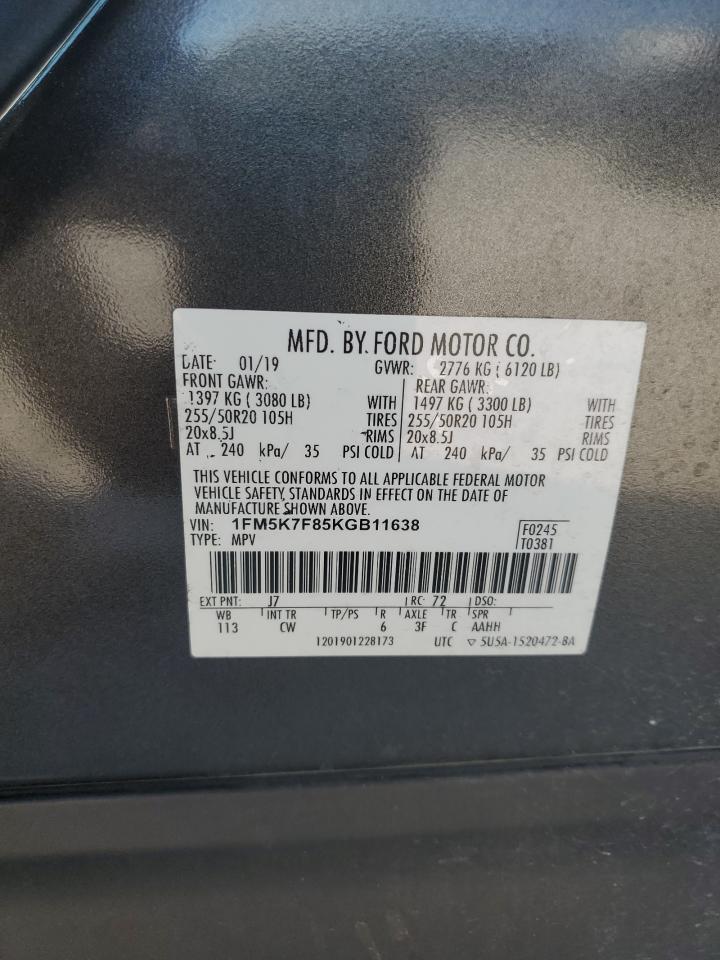 MFD. BY. FORD MOTOR CO.
DATE: 01/19 GVWR: 2776 KG ( 6120 LB)
FRONT GAWR: REAR GAWR:
1397 KG ( 3080 LB) WITH 1497 KG ( 3300 LB) WITH
255/50R20 105H TIRES 255/50R20 105H TIRES
20x8.5J RIMS 20x8.5J RIMS
AT 240 kPa/ 35 PSI COLD AT 240 kPa/ 35 PSI COLD
THIS VEHICLE CONFORMS TO ALL APPLICABLE FEDERAL MOTOR
VEHICLE SAFETY, STANDARDS IN EFFECT ON THE DATE OF
MANUFACTURE SHOWN ABOVE.
VIN: 1FM5K7F85KGB11638 F0245
TYPE: MPV T0381
EXT PNT: J7 RC: 72 DSO:
WB INT TR TP/PS R AXLE TR SPR
113 CW 6 3F C AAHH
1201901228173 UTC ▽ 5U5A-1520472-BA